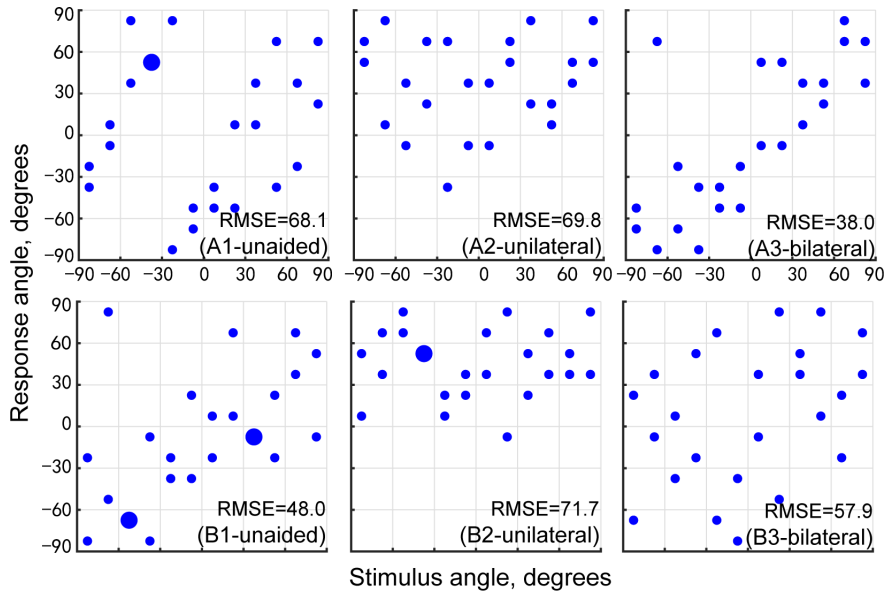 90
60
30
0
−30
−60
−90
RMSE=68.1
(A1-unaided)
−90 −60 −30 0 30 60 90
RMSE=69.8
(A2-unilateral)
−90 −60 −30 0 30 60 90
RMSE=38.0
(A3-bilateral)
−90 −60 −30 0 30 60 90
Response angle, degrees
90
60
30
0
−30
−60
−90
RMSE=48.0
(B1-unaided)
RMSE=71.7
(B2-unilateral)
RMSE=57.9
(B3-bilateral)
Stimulus angle, degrees